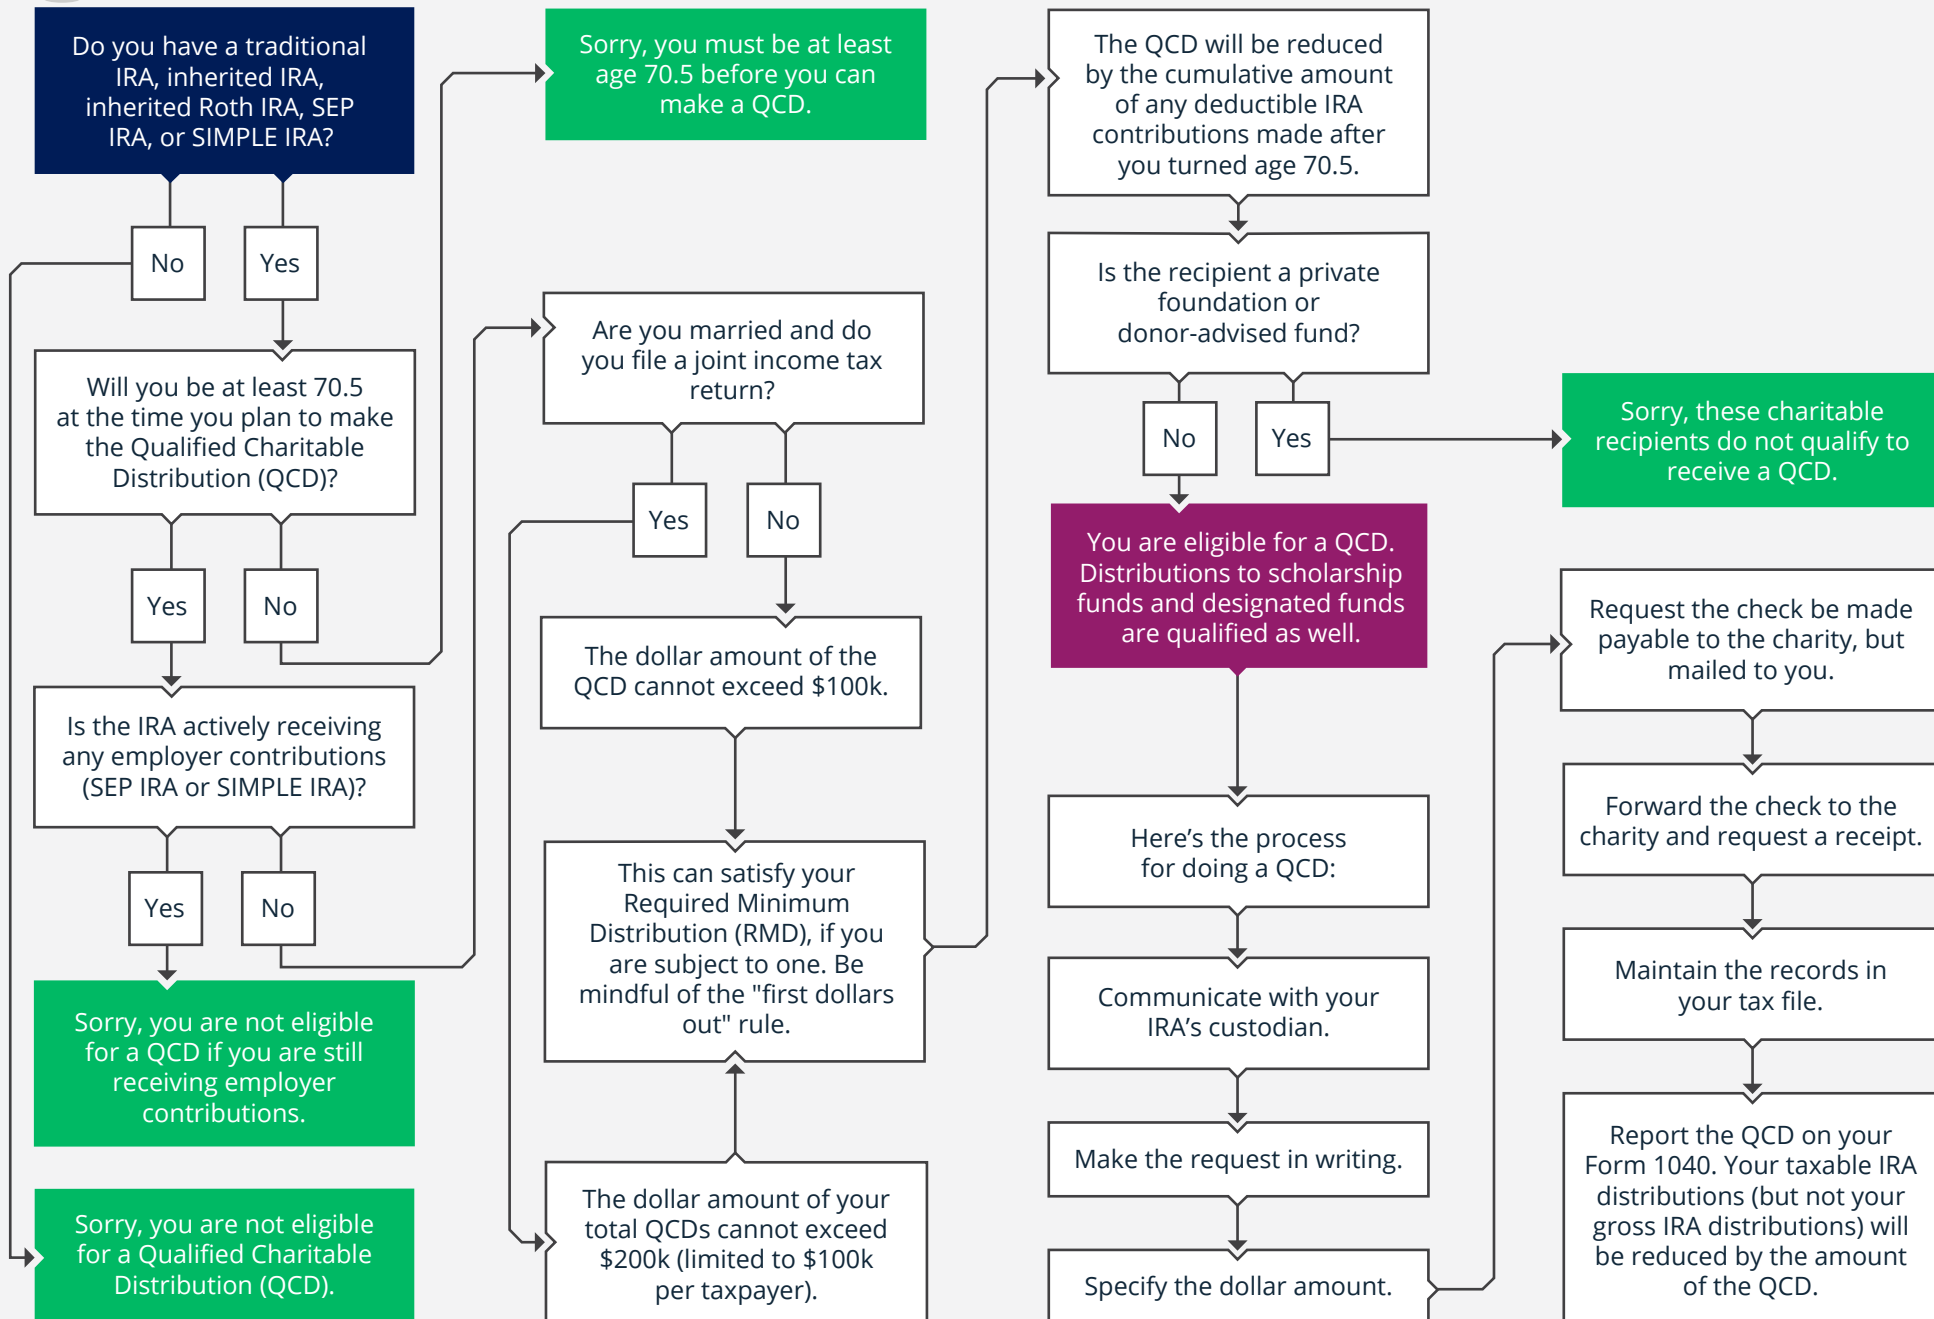 Do you have a traditional
IRA, inherited IRA,
inherited Roth IRA, SEP
IRA, or SIMPLE IRA?
No
Yes
Will you be at least 70.5
at the time you plan to make
the Qualified Charitable
Distribution (QCD)?
Yes
No
Is the IRA actively receiving
any employer contributions
(SEP IRA or SIMPLE IRA)?
Yes
No
Sorry, you are not eligible
for a QCD if you are still
receiving employer
contributions.
Sorry, you are not eligible
for a Qualified Charitable
Distribution (QCD).
Sorry, you must be at least
age 70.5 before you can
make a QCD.
Are you married and do
you file a joint income tax
return?
Yes
No
The dollar amount of the
QCD cannot exceed $100k.
This can satisfy your
Required Minimum
Distribution (RMD), if you
are subject to one. Be
mindful of the "first dollars
out" rule.
The dollar amount of your
total QCDs cannot exceed
$200k (limited to $100k
per taxpayer).
The QCD will be reduced
by the cumulative amount
of any deductible IRA
contributions made after
you turned age 70.5.
Is the recipient a private
foundation or
donor-advised fund?
No
Yes
You are eligible for a QCD.
Distributions to scholarship
funds and designated funds
are qualified as well.
Here’s the process
for doing a QCD:
Communicate with your
IRA’s custodian.
Make the request in writing.
Specify the dollar amount.
Sorry, these charitable
recipients do not qualify to
receive a QCD.
Request the check be made
payable to the charity, but
mailed to you.
Forward the check to the
charity and request a receipt.
Maintain the records in
your tax file.
Report the QCD on your
Form 1040. Your taxable IRA
distributions (but not your
gross IRA distributions) will
be reduced by the amount
of the QCD.